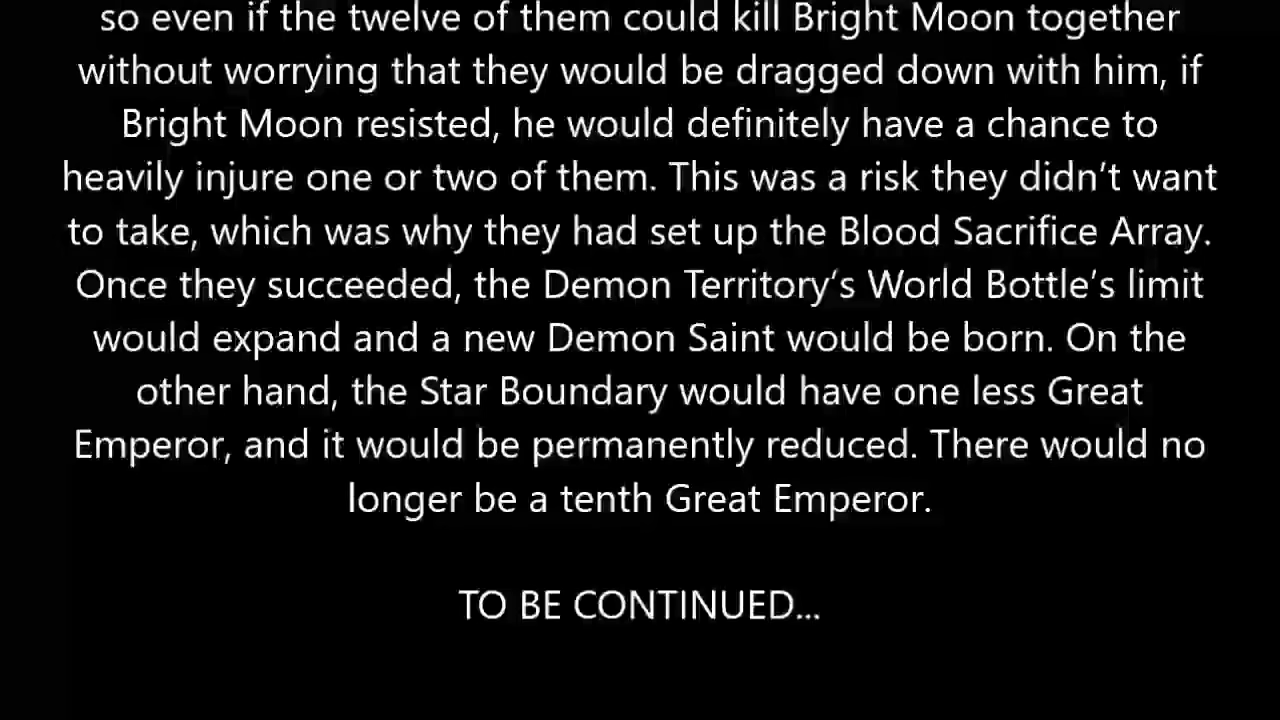 so even if the twelve of them could kill Bright Moon together
without worrying that they would be dragged down with him, if
Bright Moon resisted, he would definitely have a chance to
heavily injure one or two of them. This was a risk they didn’t want
to take, which was why they had set up the Blood Sacrifice Array.
Once they succeeded, the Demon Territory‘s World Bottle’s limit
would expand and a new Demon Saint would be born. On the
other hand, the Star Boundary would have one less Great
Emperor, and it would be permanently reduced. There would no
longer be a tenth Great Emperor.
TO BE CONTINUED...